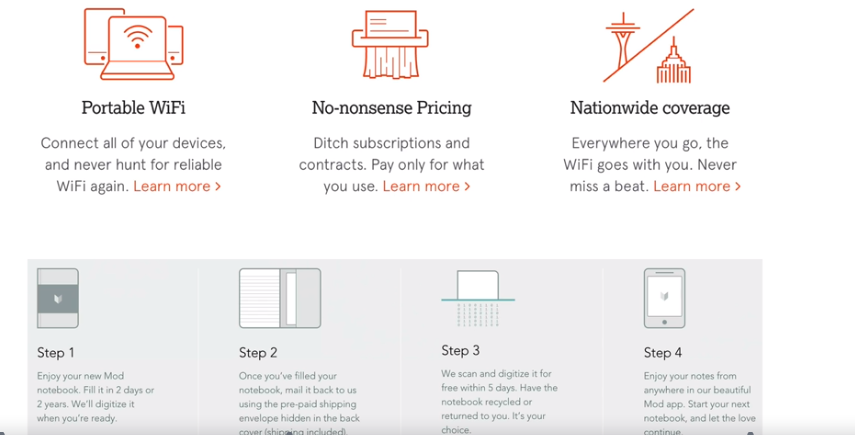 Portable WiFi
Connect all of your devices,
and never hunt for reliable
WiFi again. Learn more >
No-nonsense Pricing
Ditch subscriptions and
contracts. Pay only for what
you use. Learn more >
Nationwide coverage
Everywhere you go, the
WiFi goes with you. Never
miss a beat. Learn more >
Step 1
Enjoy your new Mod
notebook. Fill it in 2 days or
2 years. We'll digitize it
when you're ready.
Step 2
Once you've filled your
notebook, mail it back to us
using the pre-paid shipping
envelope hidden in the back
cover (shipping included).
Step 3
We scan and digitize it for
free within 5 days. Have the
notebook recycled or
returned to you. It's your
choice.
Step 4
Enjoy your notes from
anywhere in our beautiful
Mod app. Start your next
notebook, and let the love
continue.